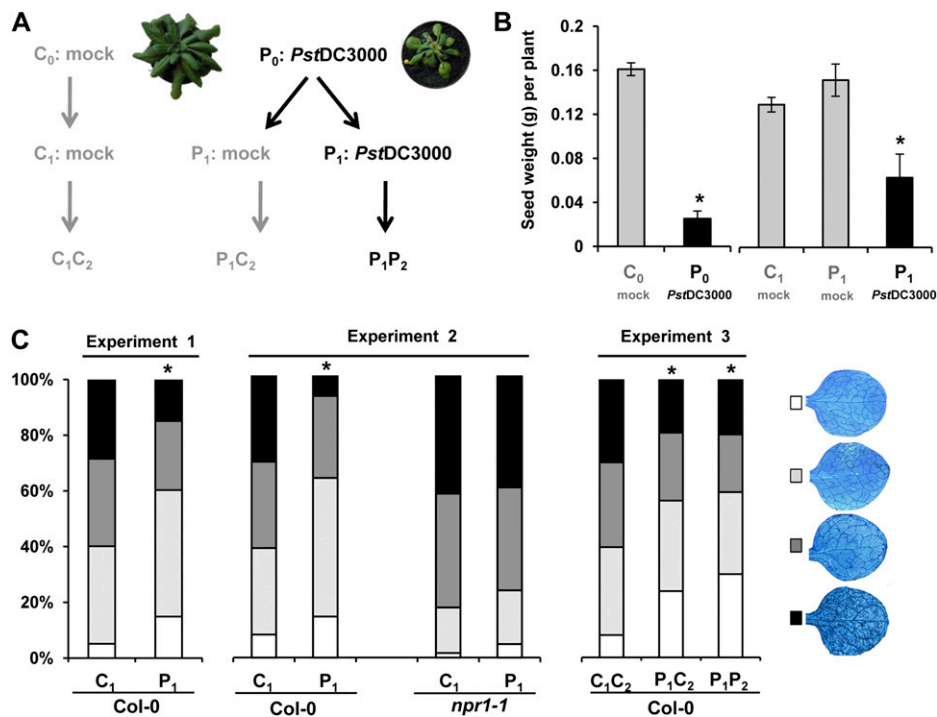 A
C0: mock
P0: PstDC3000
C1: mock
P1: mock
P1: PstDC3000
C1C2
P1C2
P1P2
B
Seed weight (g) per plant
0.2
0.16
0.12
0.08
0.04
0
*
*
C0
P0
C1
P1
P1
mock
PstDC3000
mock
mock
PstDC3000
C
Experiment 1
Experiment 2
Experiment 3
*
*
*
*
100%
80%
60%
40%
20%
0%
C1
P1
C1
P1
C1
P1
C1C2
P1C2
P1P2
Col-0
Col-0
npr1-1
Col-0